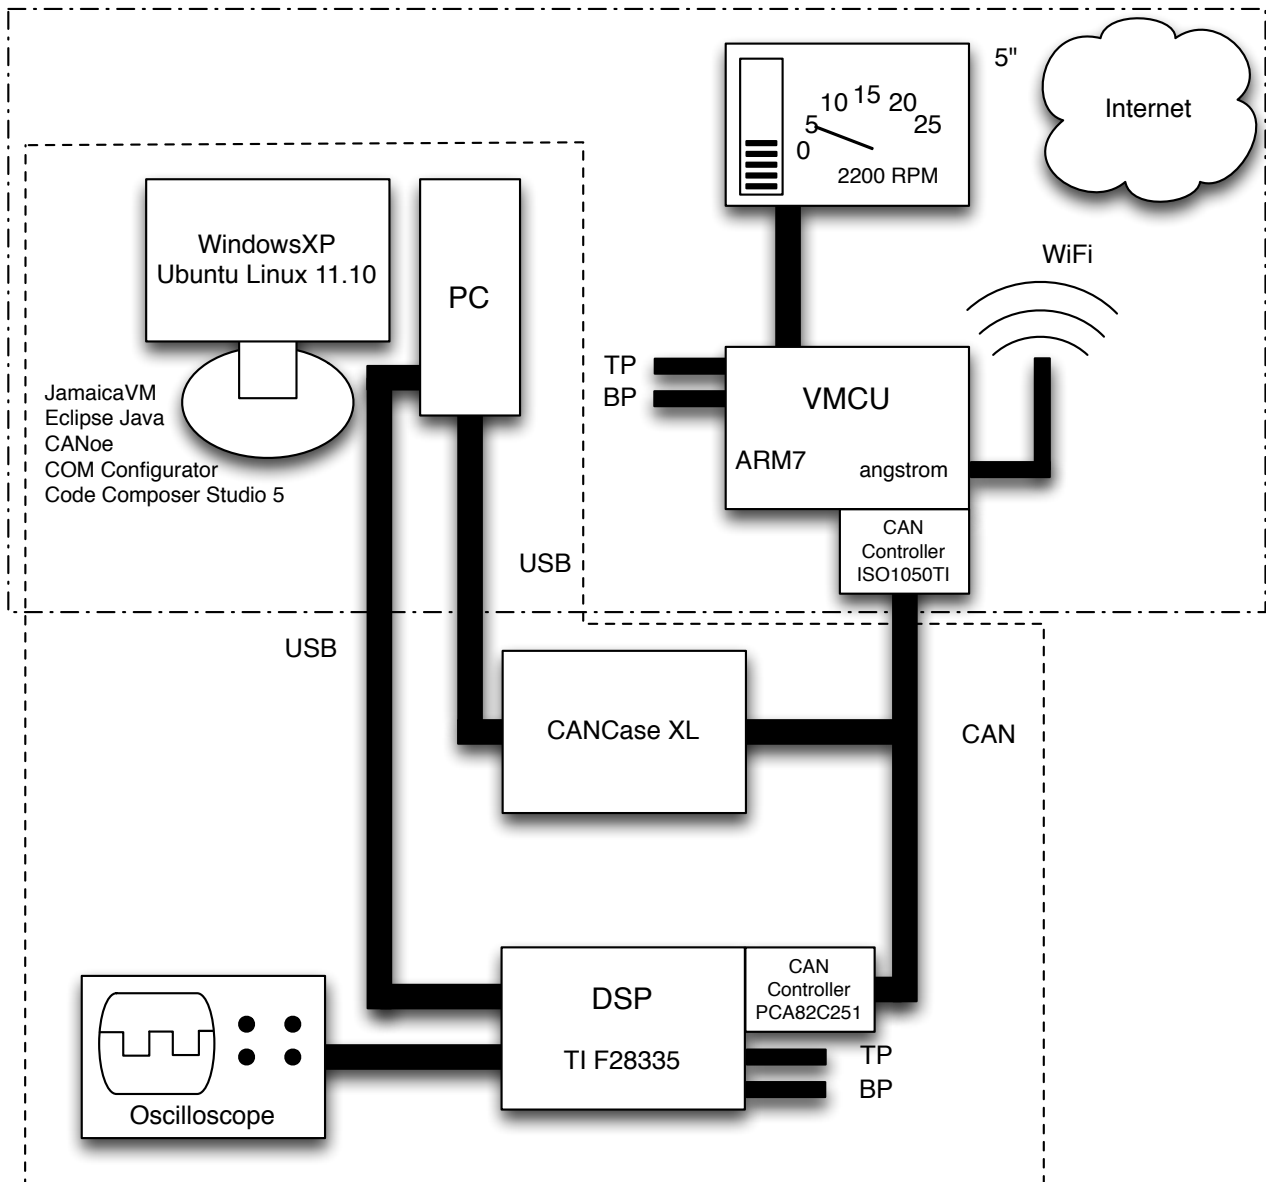 5"
Internet
10 15 20
5 25
0
2200 RPM
WindowsXP
Ubuntu Linux 11.10
PC
WiFi
JamaicaVM
Eclipse Java
CANoe
COM Configurator
Code Composer Studio 5
TP
BP
VMCU
ARM7
angstrom
CAN
Controller
ISO1050TI
USB
USB
CANCase XL
CAN
DSP
TI F28335
CAN
Controller
PCA82C251
TP
BP
Oscilloscope